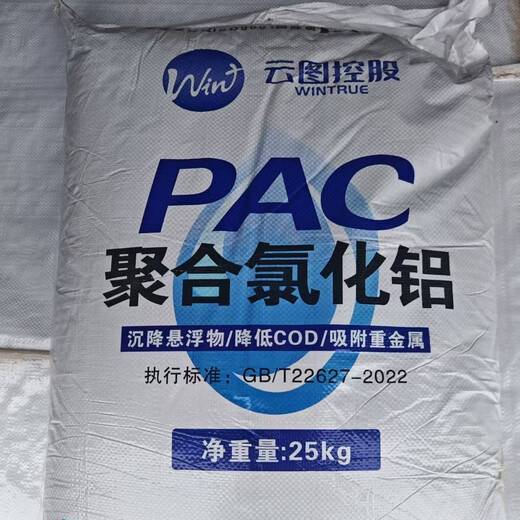 Win+
云图控股
WINTRUE
PAC
聚合氯化铝
沉降悬浮物/降低COD/吸附重金属
执行标准：GB/T22627-2022
净重量:25kg